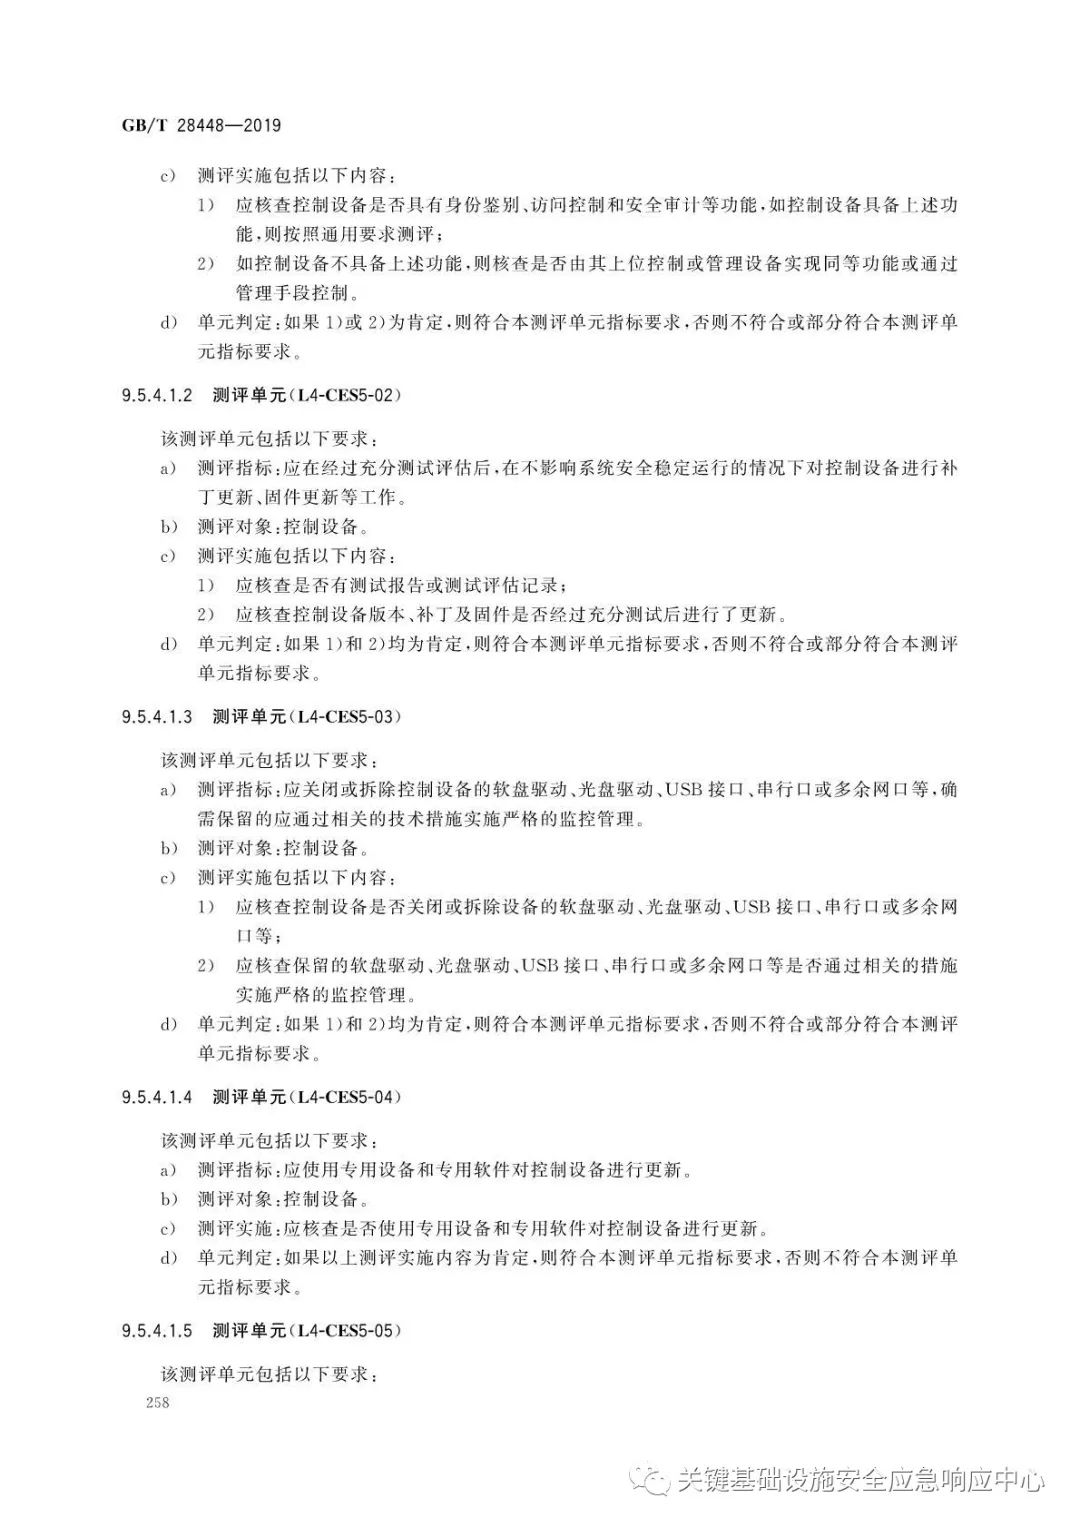 GB/T 28448—2019
c) 测评实施包括以下内容:
1) 应核查控制设备是否具有身份鉴别、访问控制和安全审计等功能,如控制设备具备上述功
能,则按照通用要求测评;
2) 如控制设备不具备上述功能,则核查是否由其上位控制或管理设备实现同等功能或通过
管理手段控制。
d) 单元判定:如果1)或2)为肯定,则符合本测评单元指标要求,否则不符合或部分符合本测评单
元指标要求。
9.5.4.1.2 测评单元(L4-CES5-02)
该测评单元包括以下要求:
a) 测评指标:应在经过充分测试评估后,在不影响系统安全稳定运行的情况下对控制设备进行补
丁更新、固件更新等工作。
b) 测评对象:控制设备。
c) 测评实施包括以下内容:
1) 应核查是否有测试报告或测试评估记录;
2) 应核查控制设备版本、补丁及固件是否经过充分测试后进行了更新。
d) 单元判定:如果1)和2)均为肯定,则符合本测评单元指标要求,否则不符合或部分符合本测评
单元指标要求。
9.5.4.1.3 测评单元(L4-CES5-03)
该测评单元包括以下要求:
a) 测评指标:应关闭或拆除控制设备的软盘驱动、光盘驱动、USB接口、串行口或多余网口等,确
需保留的应通过相关的技术措施实施严格的监控管理。
b) 测评对象:控制设备。
c) 测评实施包括以下内容:
1) 应核查控制设备是否关闭或拆除设备的软盘驱动、光盘驱动、USB接口、串行口或多余网
口等;
2) 应核查保留的软盘驱动、光盘驱动、USB接口、串行口或多余网口等是否通过相关的措施
实施严格的监控管理。
d) 单元判定:如果1)和2)均为肯定,则符合本测评单元指标要求,否则不符合或部分符合本测评
单元指标要求。
9.5.4.1.4 测评单元(L4-CES5-04)
该测评单元包括以下要求:
a) 测评指标:应使用专用设备和专用软件对控制设备进行更新。
b) 测评对象:控制设备。
c) 测评实施:应核查是否使用专用设备和专用软件对控制设备进行更新。
d) 单元判定:如果以上测评实施内容为肯定,则符合本测评单元指标要求,否则不符合本测评单
元指标要求。
9.5.4.1.5 测评单元(L4-CES5-05)
该测评单元包括以下要求:
258
关键基础设施安全应急响应中心